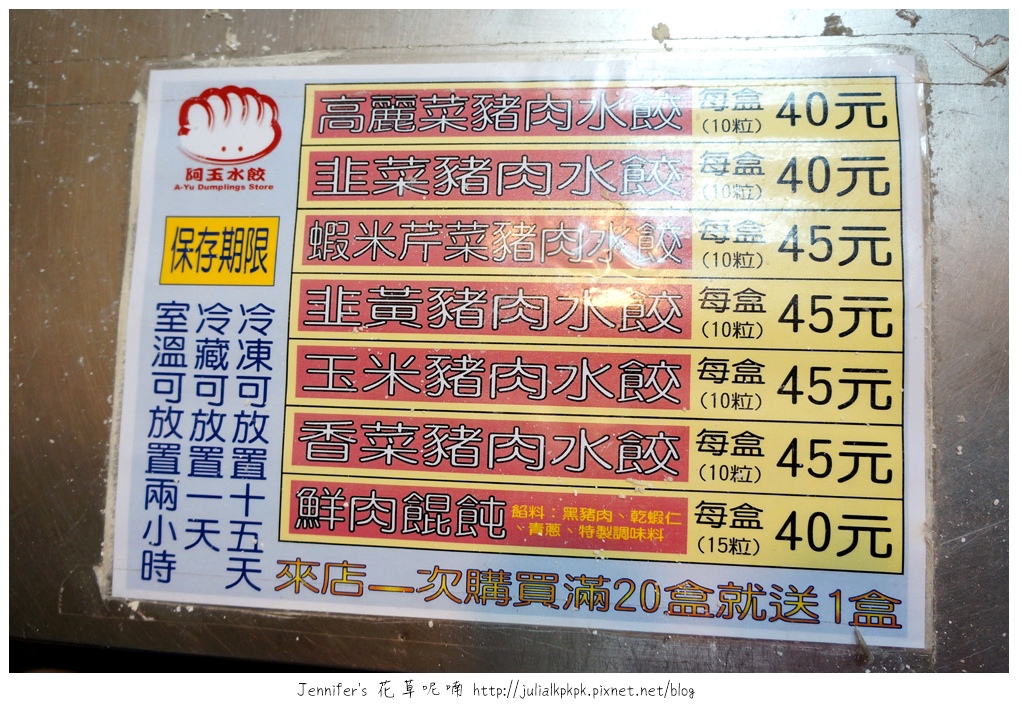 阿玉水餃
A-Yu Dumplings Store
保存期限
冷凍可放置十五天
冷藏可放置一天
室溫可放置兩小時
高麗菜豬肉水餃 每盒(10粒) 40元
韭菜豬肉水餃 每盒(10粒) 40元
蝦米芹菜豬肉水餃 每盒(10粒) 45元
韭黃豬肉水餃 每盒(10粒) 45元
玉米豬肉水餃 每盒(10粒) 45元
香菜豬肉水餃 每盒(10粒) 45元
鮮肉餛飩 餡料：黑豬肉、乾蝦仁、青蔥、特製調味料 每盒(15粒) 40元
來店一次購買滿20盒就送1盒
Jennifer's 花草呢喃 http://julialkpkpk.pixnet.net/blog